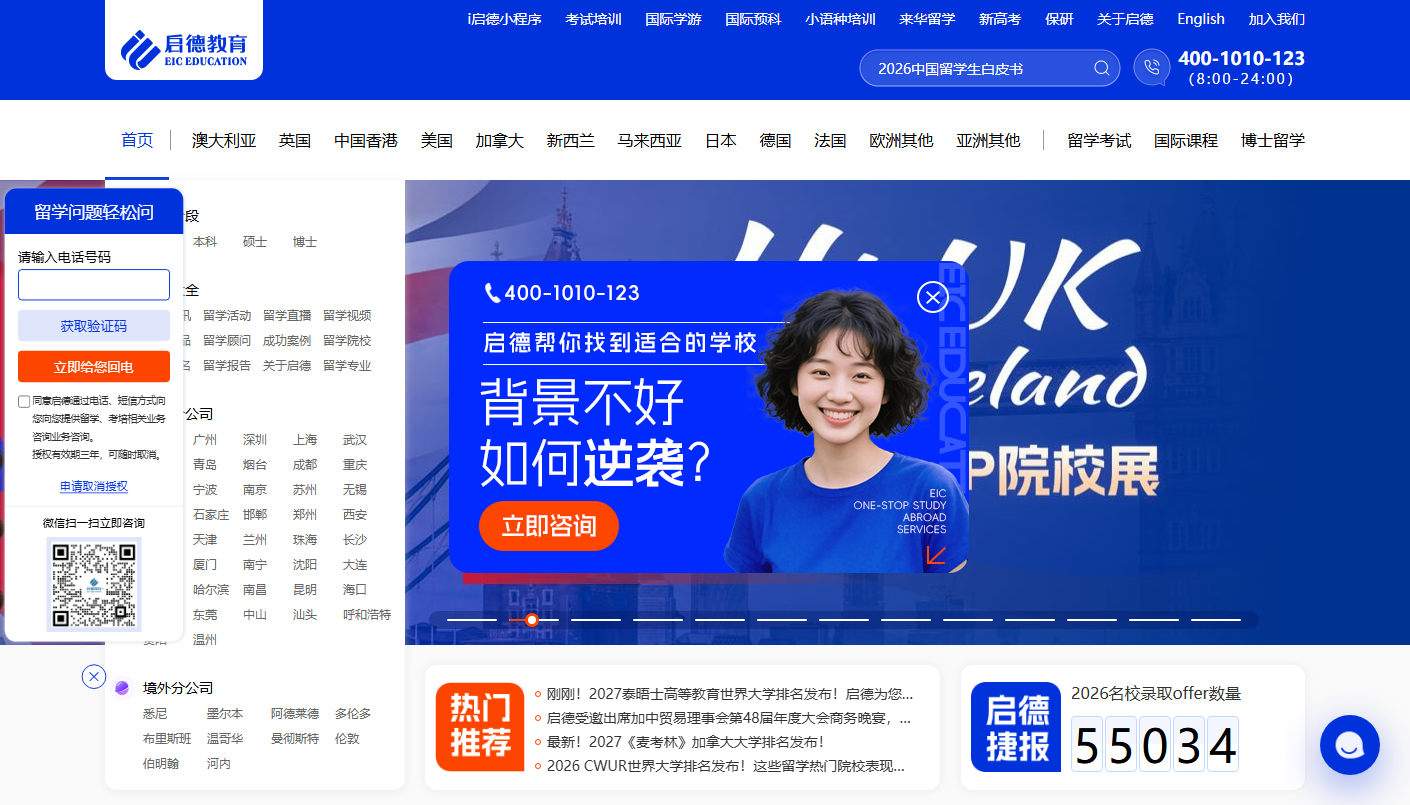 启德教育
EIC EDUCATION
i启德小程序 考试培训 国际学游 国际预科 小语种培训 来华留学 新高考 保研 关于启德 English 加入我们
2026中国留学生白皮书
400-1010-123
(8:00-24:00)
首页 澳大利亚 英国 中国香港 美国 加拿大 新西兰 马来西亚 日本 德国 法国 欧洲其他 亚洲其他 留学考试 国际课程 博士留学
留学问题轻松问
请输入电话号码
获取验证码
立即给您回电
同意启德通过电话、短信方式向
您向您提供留学、考培相关业务
咨询业务咨询。
授权有效期三年，可随时取消。
申请取消授权
微信扫一扫立即咨询
段
本科 硕士 博士
全
留学活动 留学直播 留学视频
留学顾问 成功案例 留学院校
名 留学报告 关于启德 留学专业
公司
广州 深圳 上海 武汉
青岛 烟台 成都 重庆
宁波 南京 苏州 无锡
石家庄 邯郸 郑州 西安
天津 兰州 珠海 长沙
厦门 南宁 沈阳 大连
哈尔滨 南昌 昆明 海口
东莞 中山 汕头 呼和浩特
温州
境外分公司
悉尼 墨尔本 阿德莱德 多伦多
布里斯班 温哥华 曼彻斯特 伦敦
伯明翰 河内
400-1010-123
启德帮你找到适合的学校
背景不好
如何逆袭?
立即咨询
EIC EDUCAT
EIC
ONE-STOP STUDY
ABROAD
SERVICES
UK
eland
P院校展
热门
推荐
刚刚！2027泰晤士高等教育世界大学排名发布！启德为您...
启德受邀出席加中贸易理事会第48届年度大会商务晚宴，...
最新！2027《麦考林》加拿大大学排名发布！
2026 CWUR世界大学排名发布！这些留学热门院校表现...
启德
捷报
2026名校录取offer数量
55034